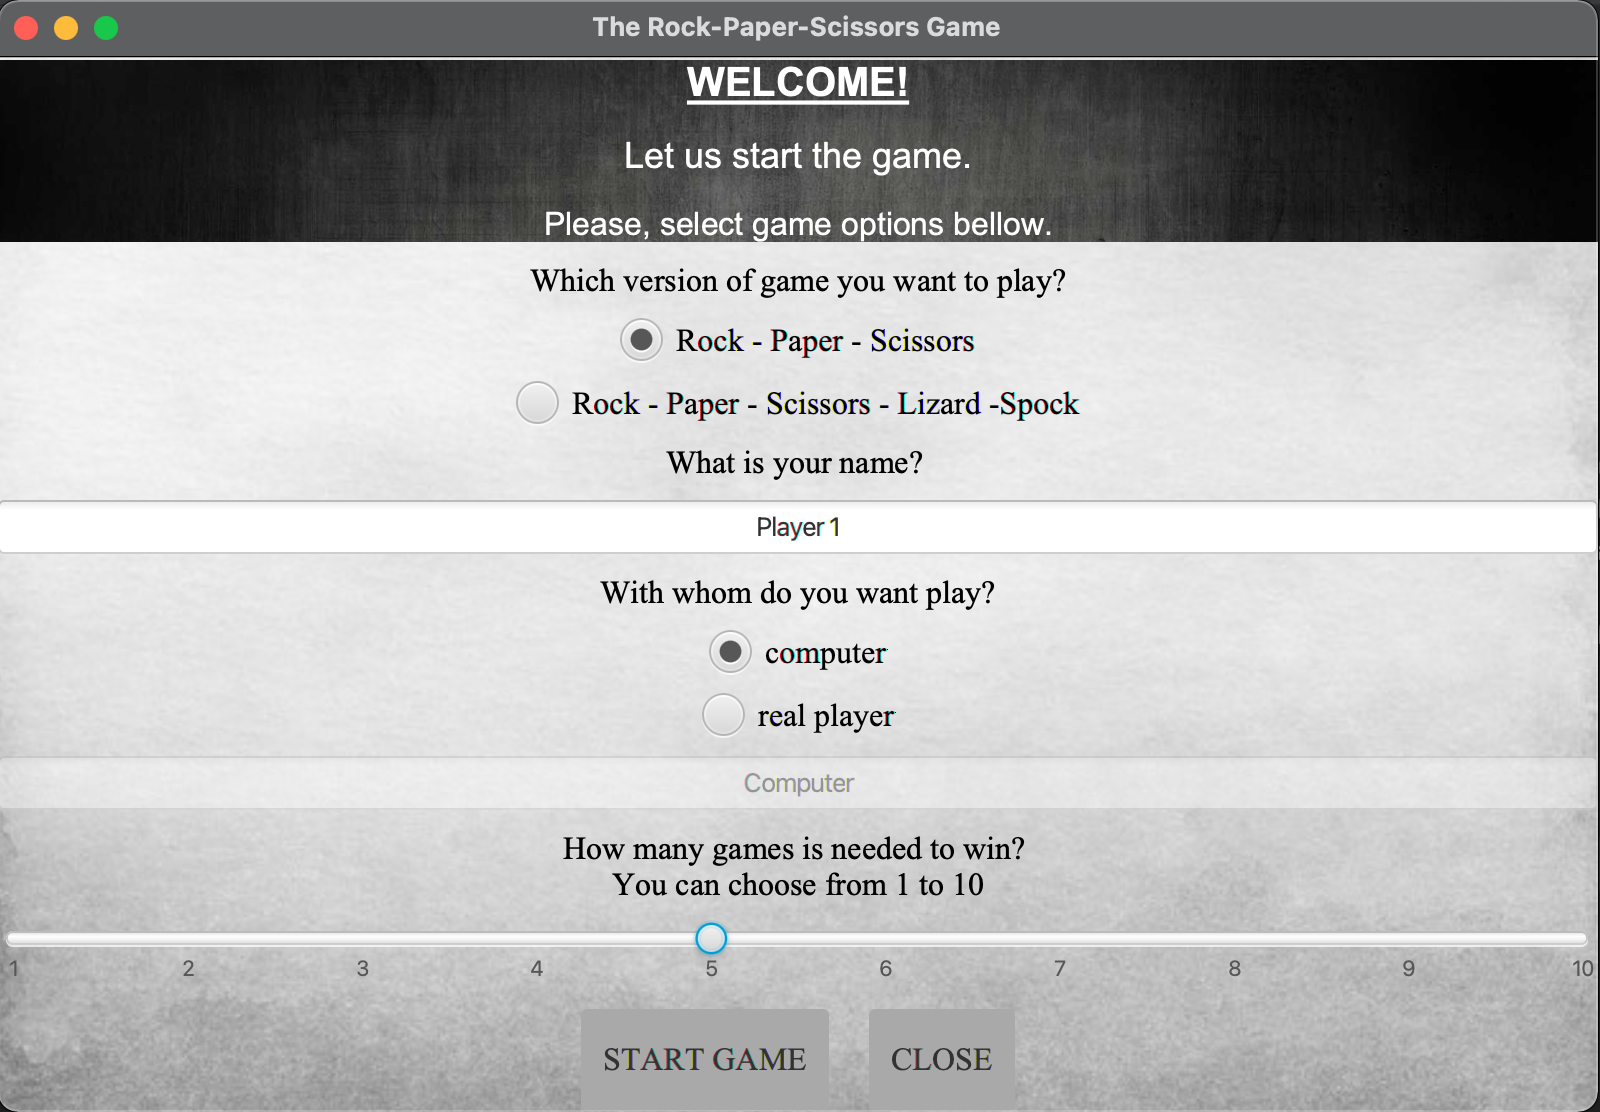 The Rock-Paper-Scissors Game
WELCOME!
Let us start the game.
Please, select game options bellow.
Which version of game you want to play?
Rock - Paper - Scissors
Rock - Paper - Scissors - Lizard -Spock
What is your name?
Player 1
With whom do you want play?
computer
real player
Computer
How many games is needed to win?
You can choose from 1 to 10
1 2 3 4 5 6 7 8 9 10
START GAME CLOSE